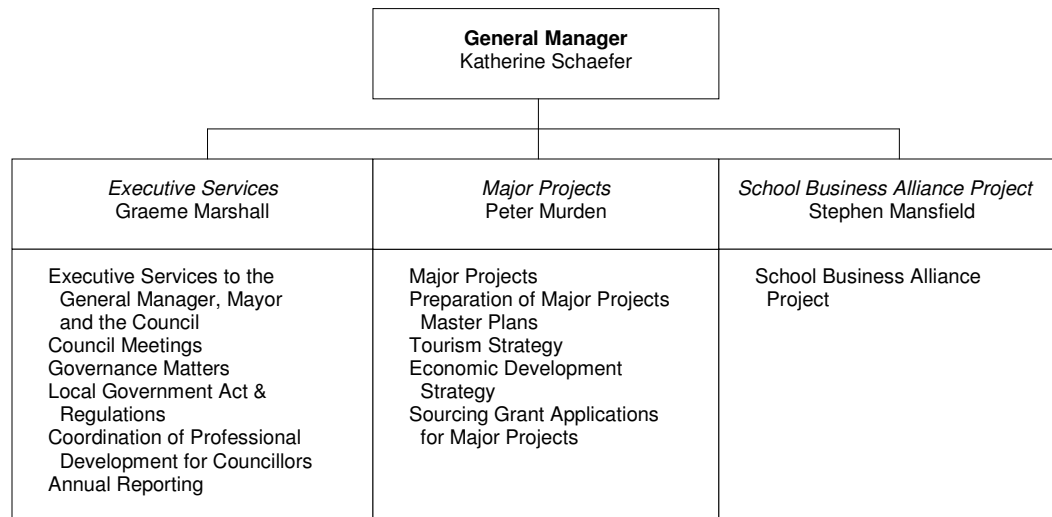 General Manager
Katherine Schaefer
Executive Services
Graeme Marshall
Major Projects
Peter Murden
School Business Alliance Project
Stephen Mansfield
Executive Services to the
General Manager, Mayor
and the Council
Council Meetings
Governance Matters
Local Government Act &
Regulations
Coordination of Professional
Development for Councillors
Annual Reporting
Major Projects
Preparation of Major Projects
Master Plans
Tourism Strategy
Economic Development
Strategy
Sourcing Grant Applications
for Major Projects
School Business Alliance
Project